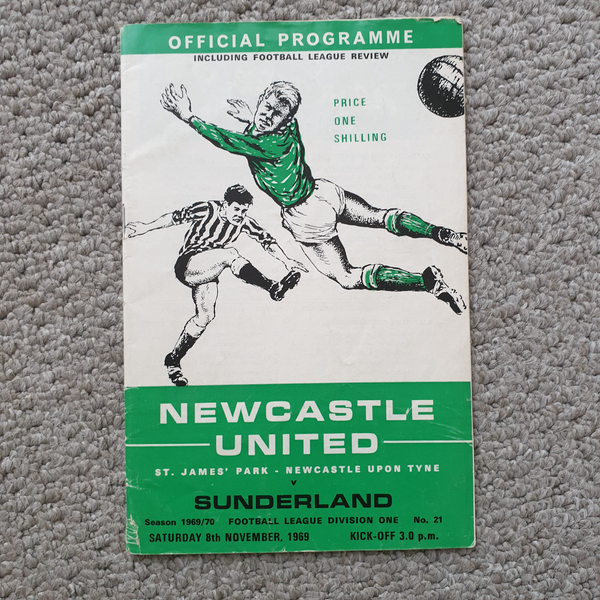 OFFICIAL PROGRAMME
INCLUDING FOOTBALL LEAGUE REVIEW
PRICE
ONE
SHILLING
NEWCASTLE
UNITED
ST. JAMES' PARK - NEWCASTLE UPON TYNE
v
SUNDERLAND
Season 1969/70 FOOTBALL LEAGUE DIVISION ONE No. 21
SATURDAY 8th NOVEMBER, 1969 KICK-OFF 3.0 p.m.